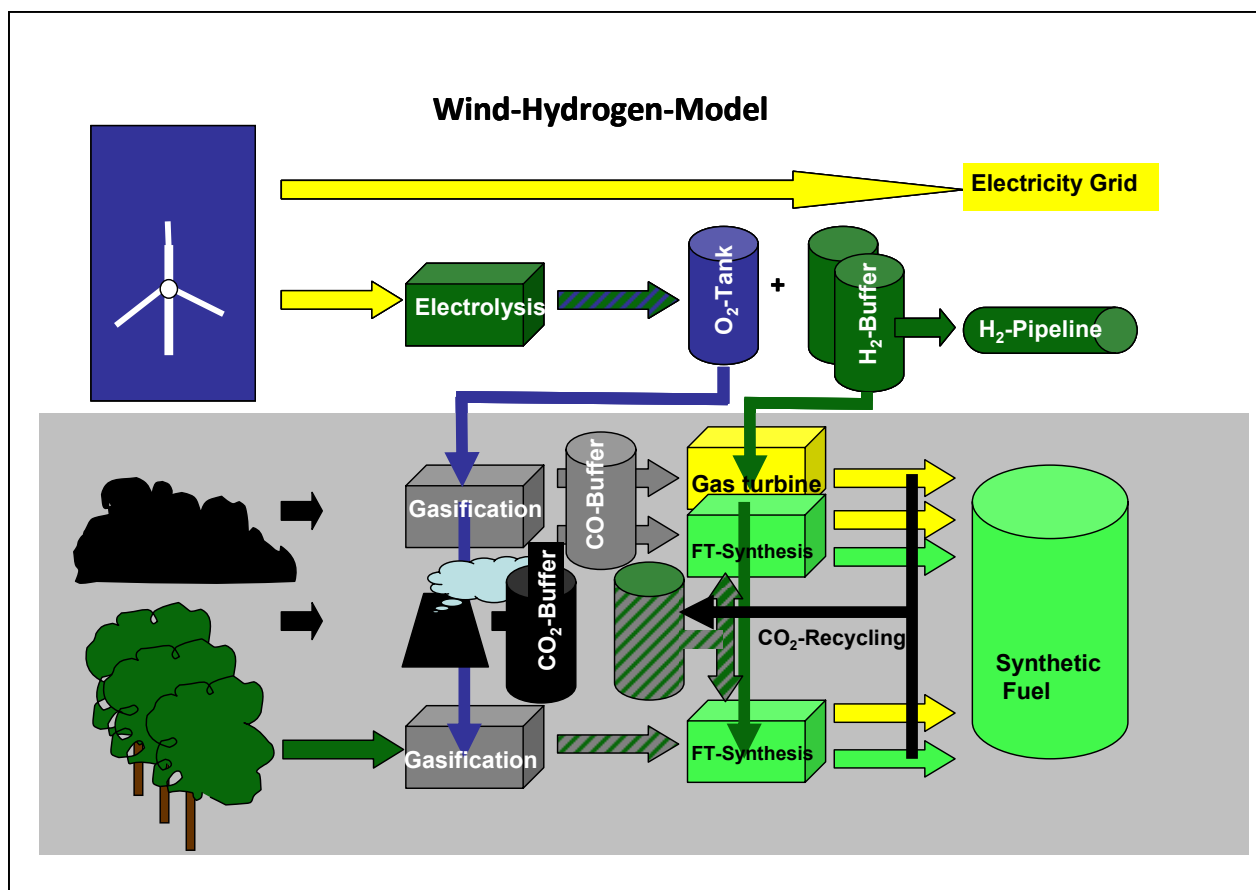 Wind-Hydrogen-Model
Electricity Grid
Electrolysis
O₂-Tank
+
H₂-Buffer
H₂-Pipeline
Gasification
CO-Buffer
Gas turbine
FT-Synthesis
CO₂-Buffer
CO₂-Recycling
Synthetic
Fuel
Gasification
FT-Synthesis